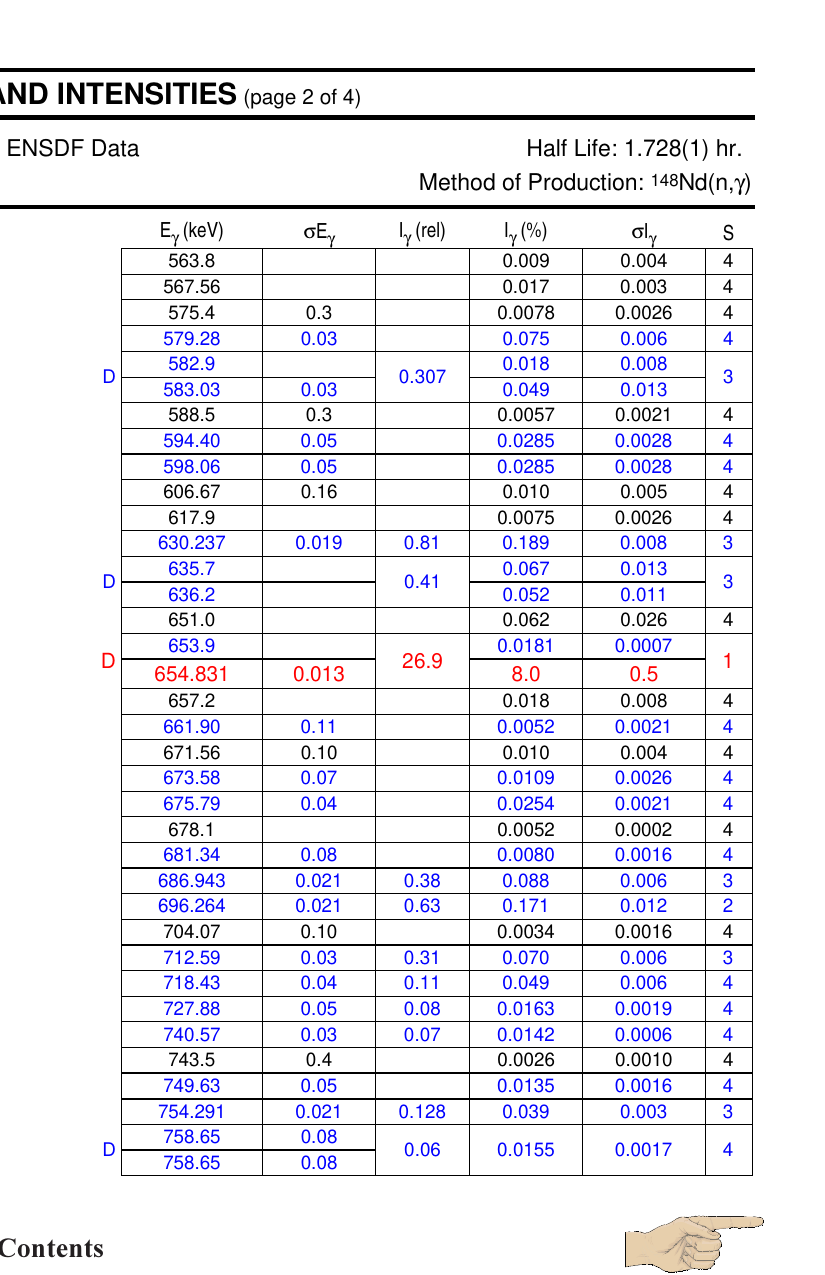 AND INTENSITIES (page 2 of 4)
ENSDF Data Half Life: 1.728(1) hr.
Method of Production: ¹⁴⁸Nd(n,γ)
Eγ (keV) σEγ Iγ (rel) Iγ (%) σIγ S
563.8 0.009 0.004 4
567.56 0.017 0.003 4
575.4 0.3 0.0078 0.0026 4
579.28 0.03 0.075 0.006 4
582.9 0.018 0.008
D 0.307 3
583.03 0.03 0.049 0.013
588.5 0.3 0.0057 0.0021 4
594.40 0.05 0.0285 0.0028 4
598.06 0.05 0.0285 0.0028 4
606.67 0.16 0.010 0.005 4
617.9 0.0075 0.0026 4
630.237 0.019 0.81 0.189 0.008 3
635.7 0.067 0.013
D 0.41 3
636.2 0.052 0.011
651.0 0.062 0.026 4
653.9 0.0181 0.0007
D 26.9 1
654.831 0.013 8.0 0.5
657.2 0.018 0.008 4
661.90 0.11 0.0052 0.0021 4
671.56 0.10 0.010 0.004 4
673.58 0.07 0.0109 0.0026 4
675.79 0.04 0.0254 0.0021 4
678.1 0.0052 0.0002 4
681.34 0.08 0.0080 0.0016 4
686.943 0.021 0.38 0.088 0.006 3
696.264 0.021 0.63 0.171 0.012 2
704.07 0.10 0.0034 0.0016 4
712.59 0.03 0.31 0.070 0.006 3
718.43 0.04 0.11 0.049 0.006 4
727.88 0.05 0.08 0.0163 0.0019 4
740.57 0.03 0.07 0.0142 0.0006 4
743.5 0.4 0.0026 0.0010 4
749.63 0.05 0.0135 0.0016 4
754.291 0.021 0.128 0.039 0.003 3
758.65 0.08
D 0.06 0.0155 0.0017 4
758.65 0.08
Contents